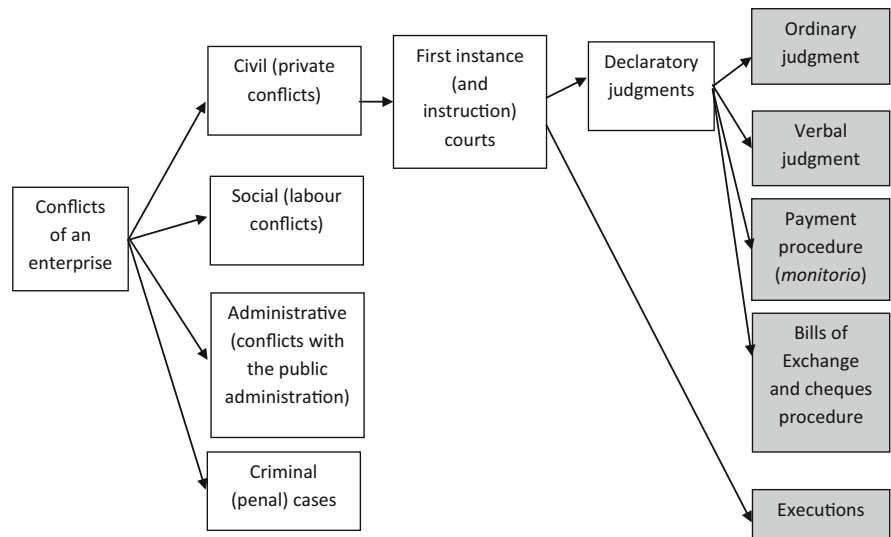 Conflicts
of an
enterprise
Civil (private
conflicts)
Social (labour
conflicts)
Administrative
(conflicts with
the public
administration)
Criminal
(penal) cases
First instance
(and
instruction)
courts
Declaratory
judgments
Ordinary
judgment
Verbal
judgment
Payment
procedure
(monitorio)
Bills of
Exchange
and cheques
procedure
Executions